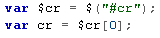 var $cr = $("#cr");
var cr = $cr[0];